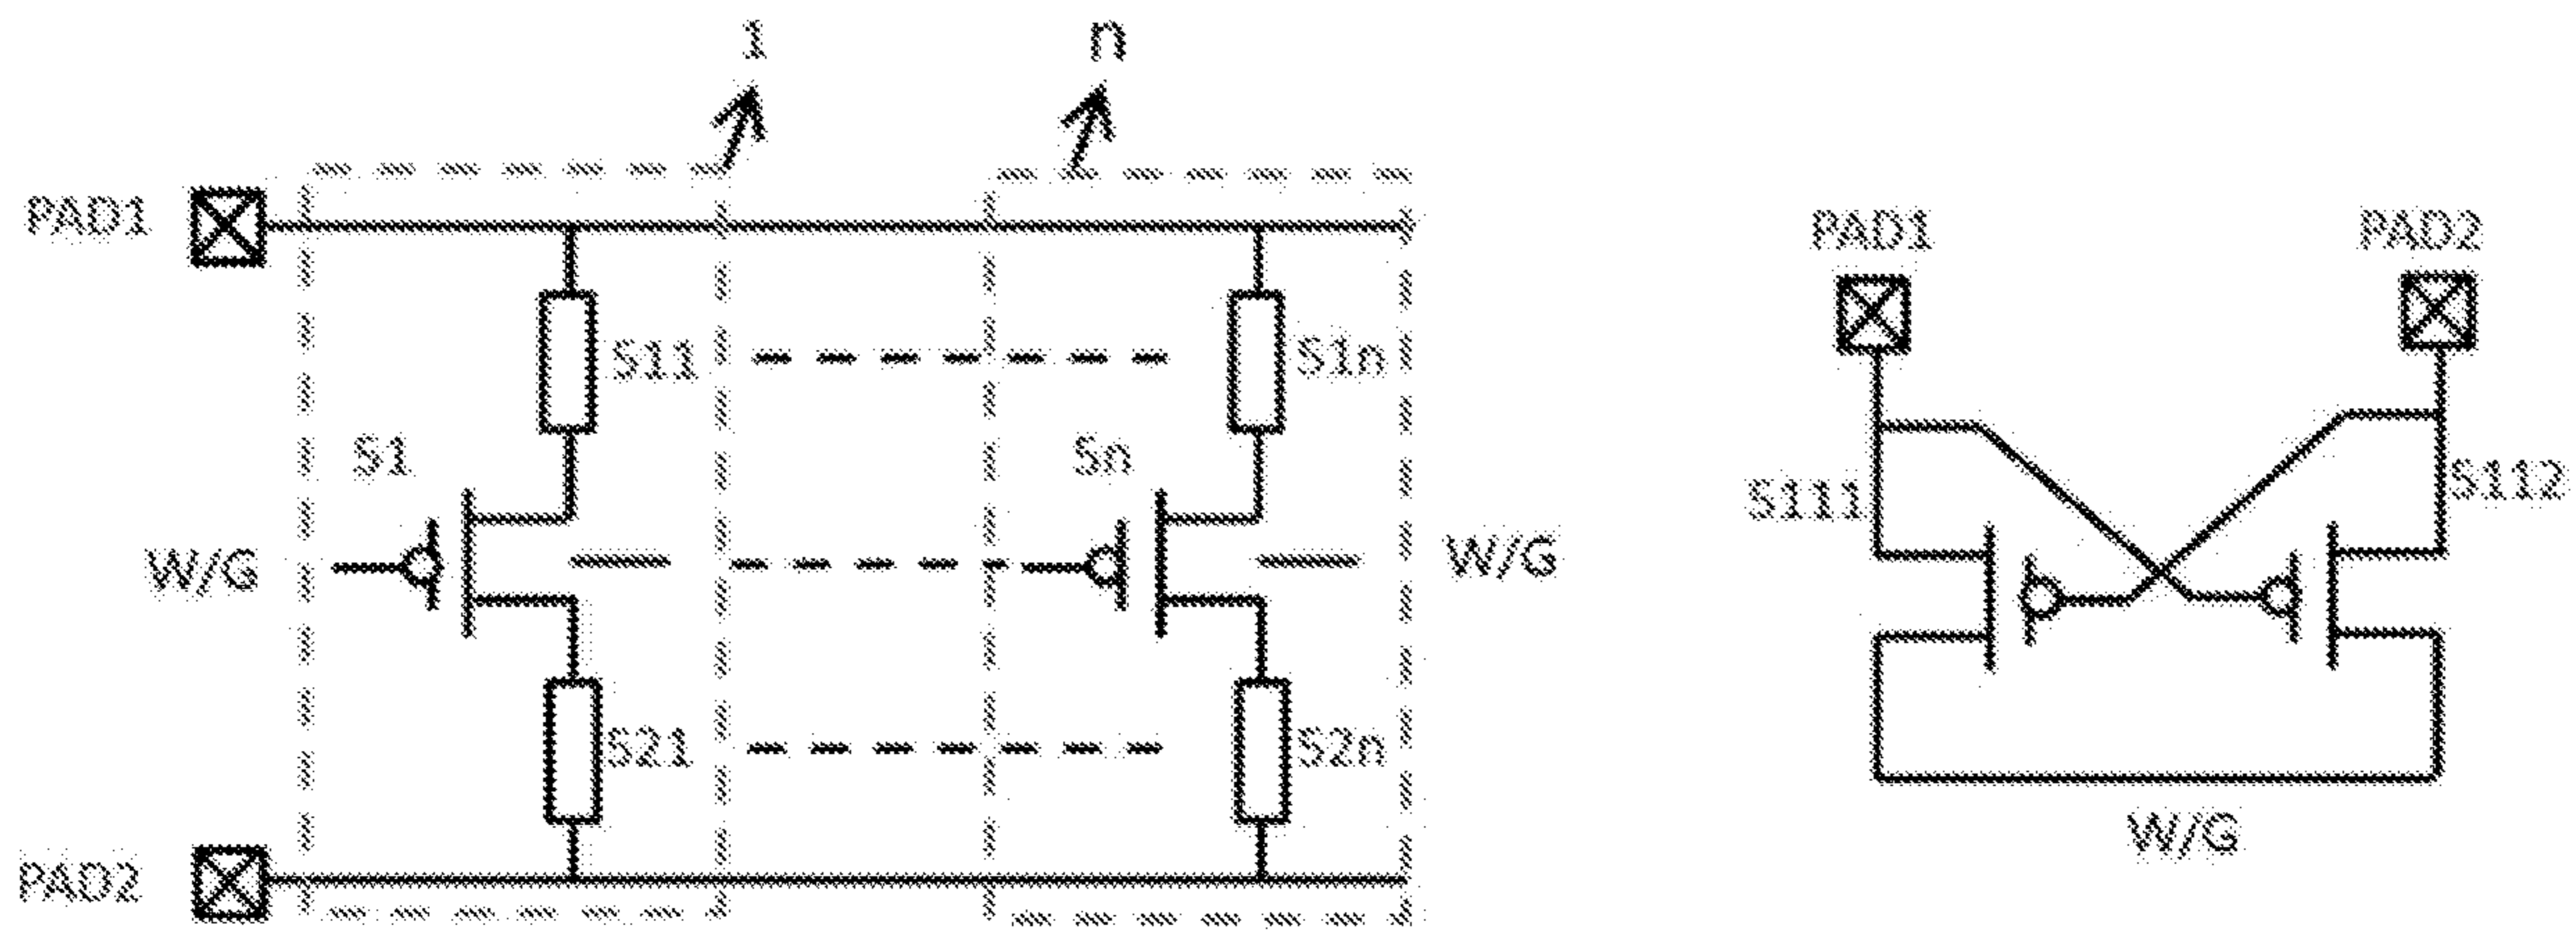 1
n
PAD1
PAD1
PAD2
S11
S1n
S1
Sn
S111
S112
W/G
W/G
S21
S2n
W/G
PAD2